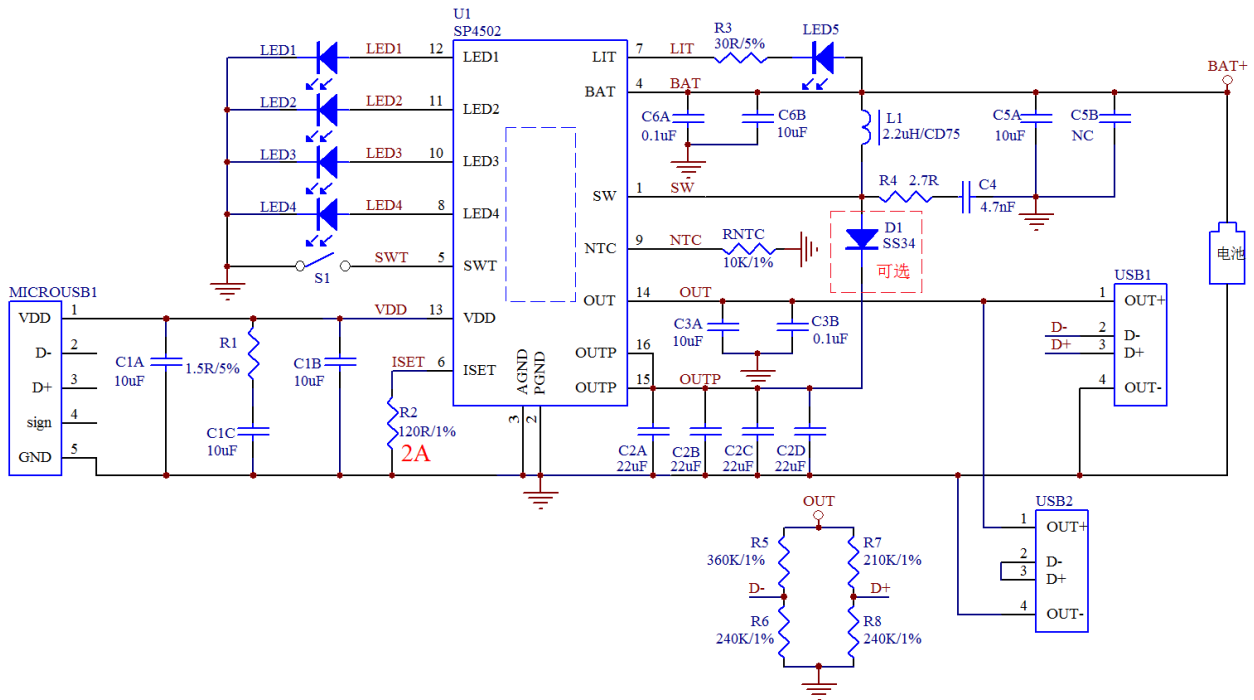 U1
SP4502
LED1
LED1
12
LED1
LED2
LED2
11
LED2
LED3
LED3
10
LED3
LED4
LED4
8
LED4
S1
SWT
5
SWT
MICROUSB1
VDD
1
D-
2
D+
3
sign
4
GND
5
C1A
10uF
R1
1.5R/5%
C1C
10uF
C1B
10uF
VDD
13
VDD
ISET
6
ISET
R2
120R/1%
2A
AGND
3
PGND
2
LIT
7
LIT
R3
30R/5%
LED5
BAT
4
BAT
C6A
0.1uF
C6B
10uF
L1
2.2uH/CD75
C5A
10uF
C5B
NC
BAT+
SW
1
SW
R4
2.7R
C4
4.7nF
NTC
9
NTC
RNTC
10K/1%
D1
SS34
可选
电池
OUT
14
OUT
C3A
10uF
C3B
0.1uF
OUTP
16
OUTP
15
OUTP
C2A
22uF
C2B
22uF
C2C
22uF
C2D
22uF
USB1
1
OUT+
D-
2
D-
D+
3
D+
4
OUT-
USB2
1
OUT+
2
D-
3
D+
4
OUT-
OUT
R5
360K/1%
R7
210K/1%
D-
D+
R6
240K/1%
R8
240K/1%